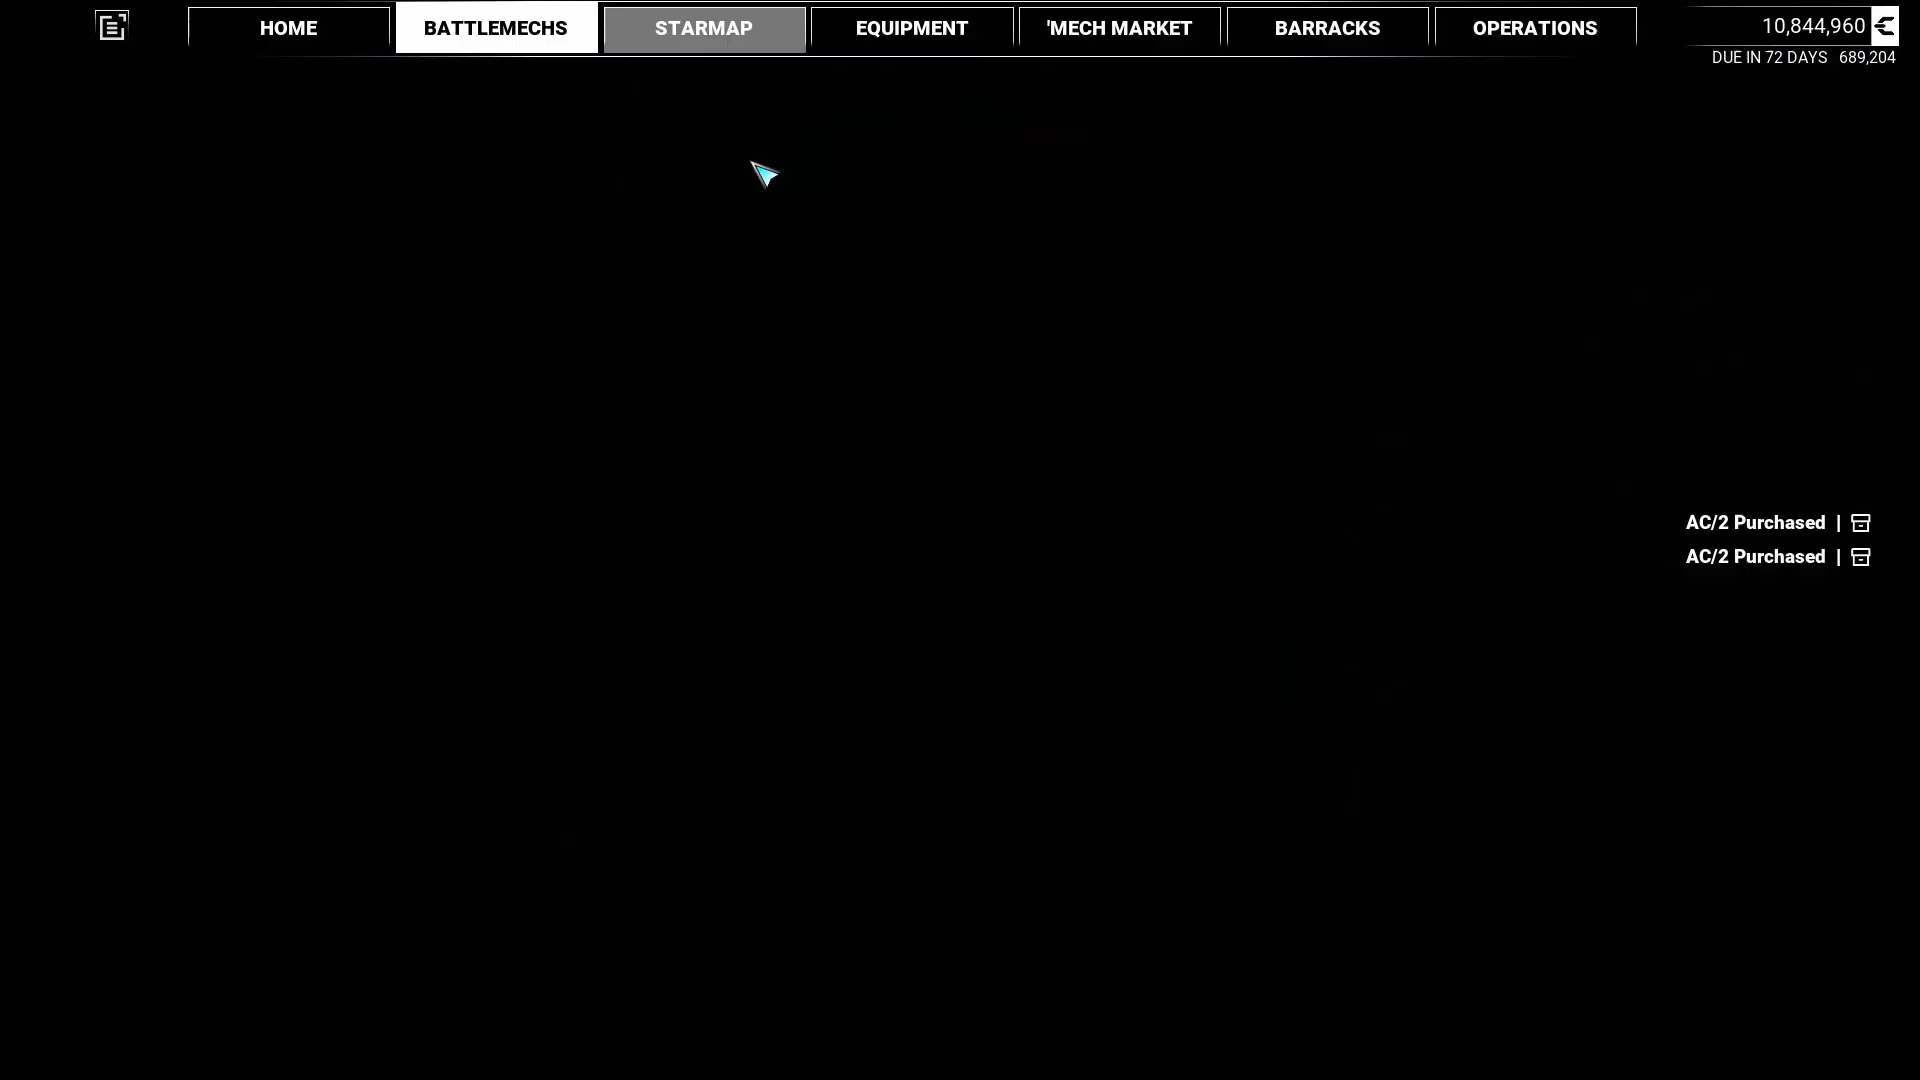 HOME
BATTLEMECHS
STARMAP
EQUIPMENT
'MECH MARKET
BARRACKS
OPERATIONS
10,844,960
DUE IN 72 DAYS 689,204
AC/2 Purchased |
AC/2 Purchased |